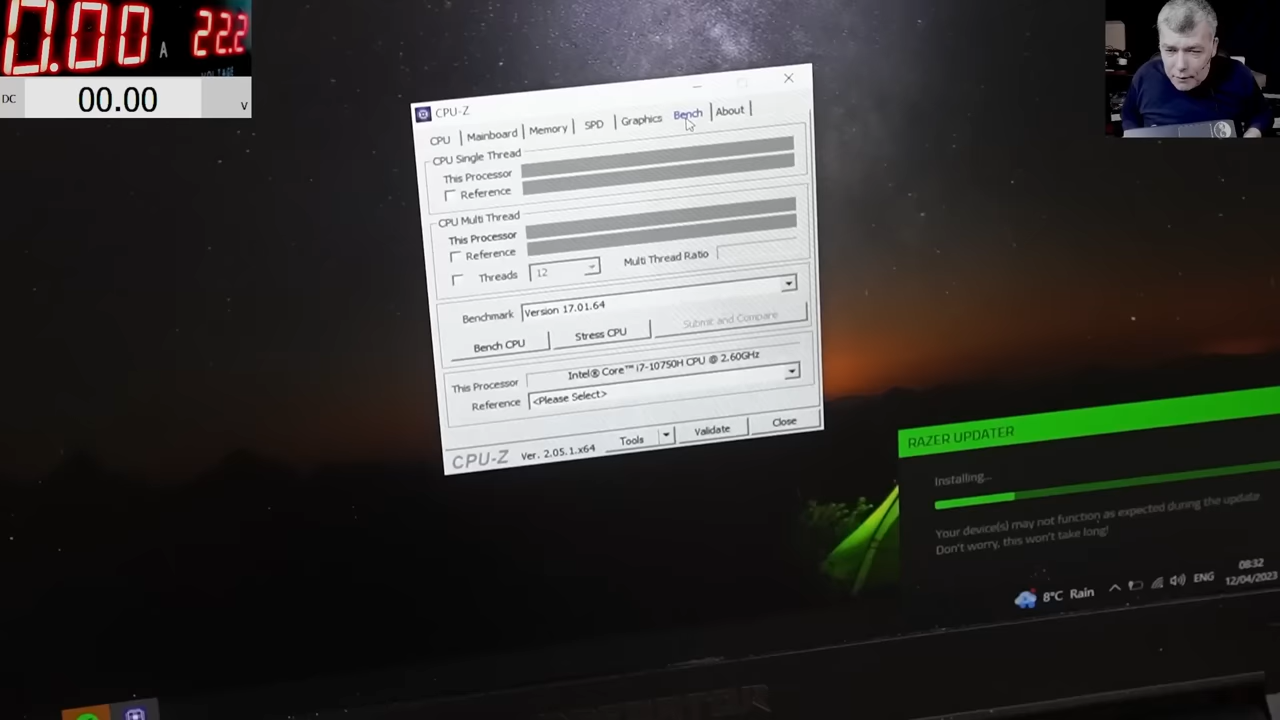 0.00 A 22.2
VOLTAGE
DC 00.00 V
CPU-Z
CPU Mainboard Memory SPD Graphics Bench About
CPU Single Thread
This Processor
Reference
CPU Multi Thread
This Processor
Reference
Threads 12 Multi Thread Ratio
Benchmark Version 17.01.64
Bench CPU Stress CPU Submit and Compare
This Processor Intel® Core™ i7-10750H CPU @ 2.60GHz
Reference <Please Select>
CPU-Z Ver. 2.05.1.x64 Tools Validate Close
RAZER UPDATER
Installing...
Your device(s) may not function as expected during the update
Don't worry, this won't take long!
8°C Rain ENG 08:32
12/04/2023